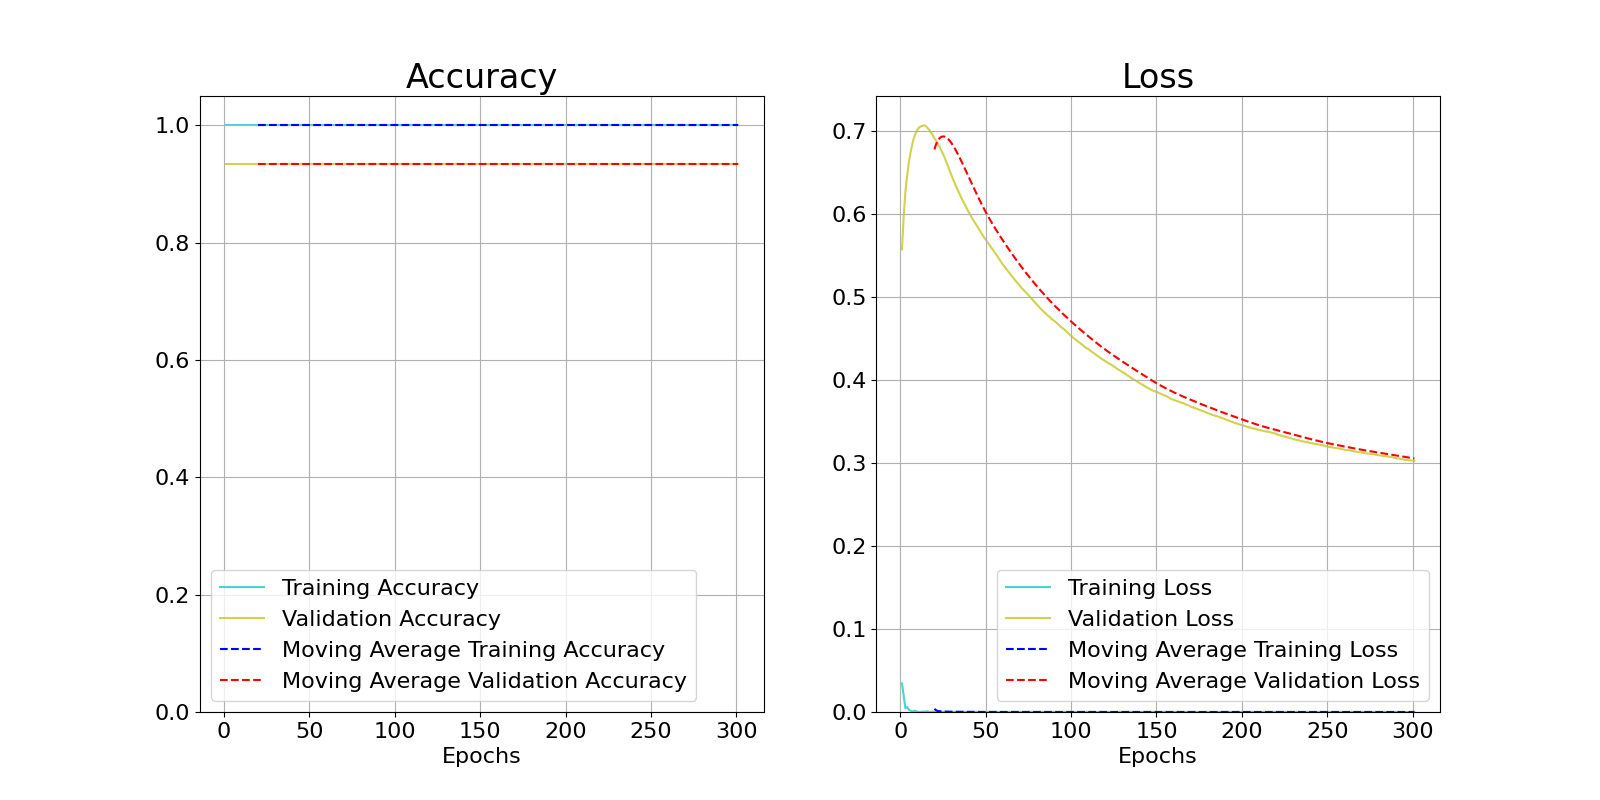 Accuracy
1.0
0.8
0.6
0.4
0.2
0.0
Training Accuracy
Validation Accuracy
Moving Average Training Accuracy
Moving Average Validation Accuracy
0 50 100 150 200 250 300
Epochs
Loss
0.7
0.6
0.5
0.4
0.3
0.2
0.1
0.0
Training Loss
Validation Loss
Moving Average Training Loss
Moving Average Validation Loss
0 50 100 150 200 250 300
Epochs